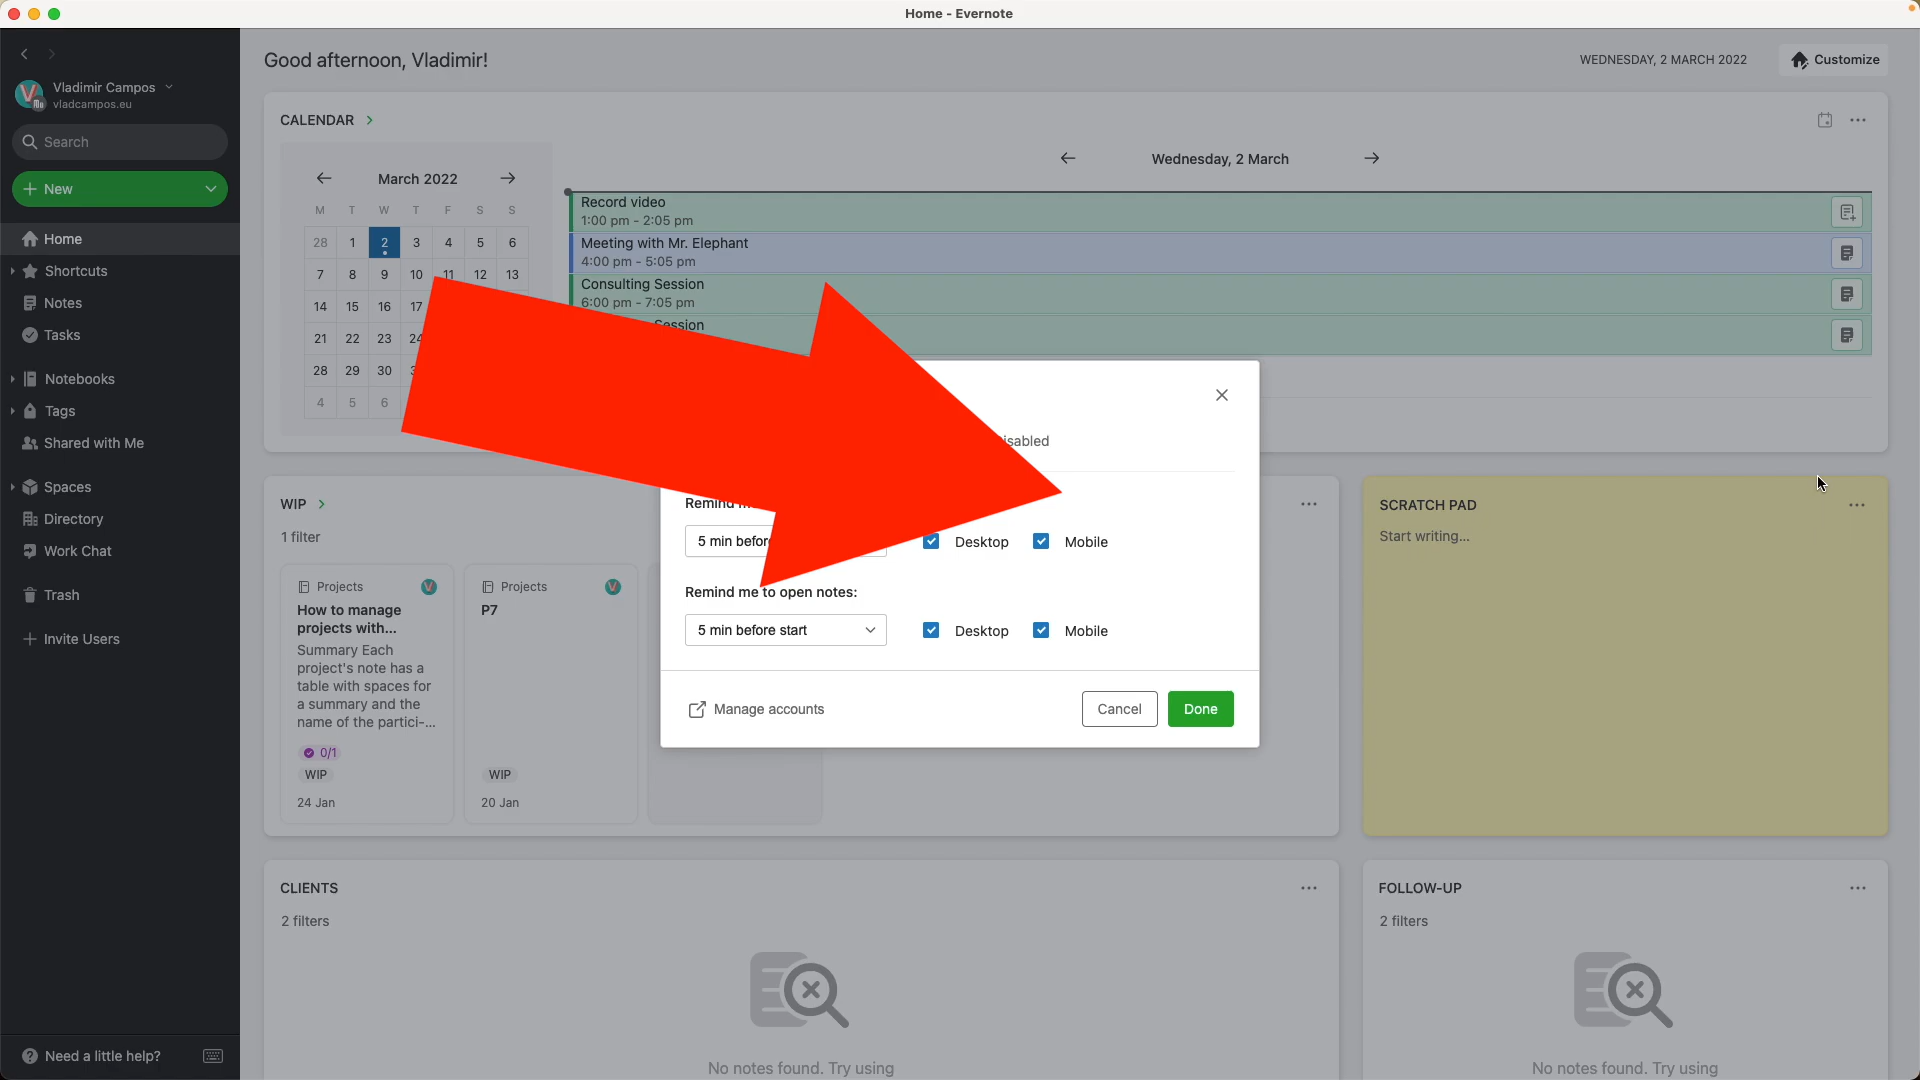 Home - Evernote
Vladimir Campos
vladcampos.eu
Search
New
Home
Shortcuts
Notes
Tasks
Notebooks
Tags
Shared with Me
Spaces
Directory
Work Chat
Trash
Invite Users
Need a little help?
Good afternoon, Vladimir!
WEDNESDAY, 2 MARCH 2022
Customize
CALENDAR
March 2022
M T W T F S S
28 1 2 3 4 5 6
7 8 9 10 11 12 13
14 15 16 17
21 22 23 24
28 29 30
4 5 6
Wednesday, 2 March
Record video
1:00 pm - 2:05 pm
Meeting with Mr. Elephant
4:00 pm - 5:05 pm
Consulting Session
6:00 pm - 7:05 pm
Session
Remind
5 min before
Desktop
Mobile
Remind me to open notes:
5 min before start
Desktop
Mobile
Manage accounts
Cancel
Done
WIP
1 filter
Projects
How to manage
projects with...
Summary Each
project's note has a
table with spaces for
a summary and the
name of the partici-...
0/1
WIP
24 Jan
Projects
P7
WIP
20 Jan
SCRATCH PAD
Start writing...
CLIENTS
2 filters
No notes found. Try using
FOLLOW-UP
2 filters
No notes found. Try using